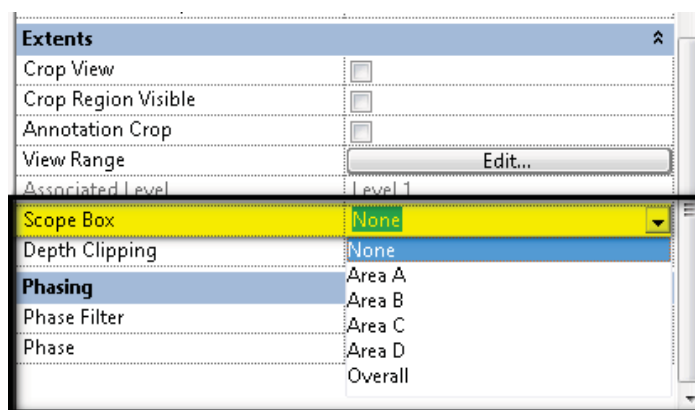 Extents
Crop View
Crop Region Visible
Annotation Crop
View Range Edit...
Associated Level Level 1
Scope Box None
Depth Clipping None
Area A
Phasing
Area B
Phase Filter
Area C
Phase Area D
Overall